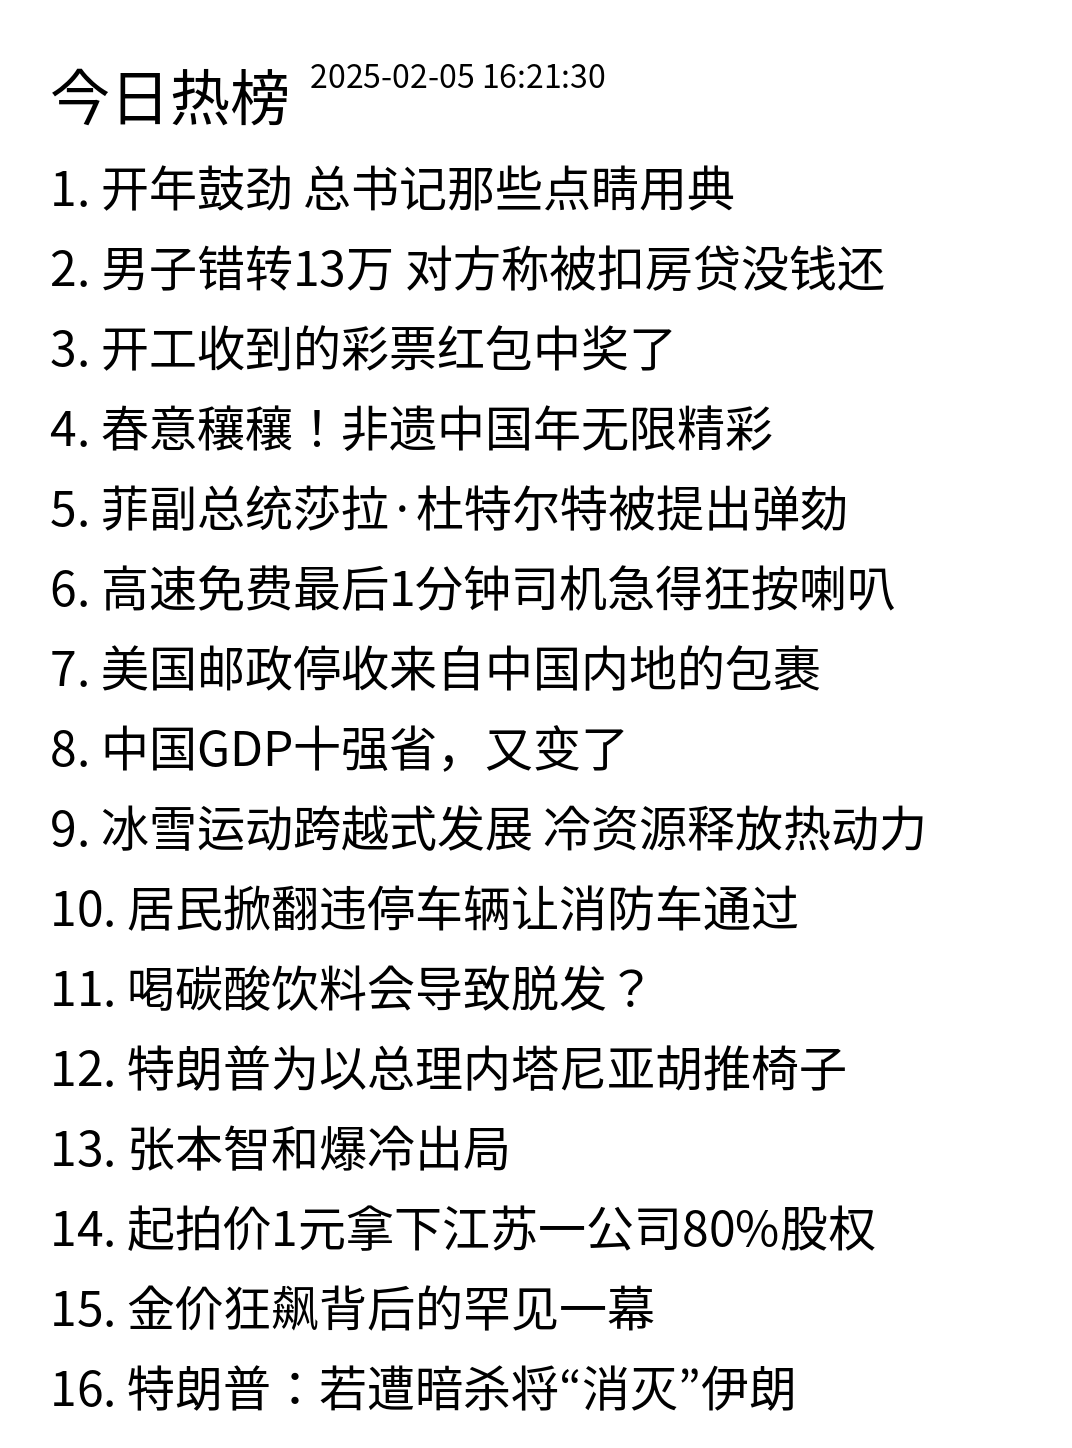 今日热榜 2025-02-05 16:21:30
1. 开年鼓劲 总书记那些点睛用典
2. 男子错转13万 对方称被扣房贷没钱还
3. 开工收到的彩票红包中奖了
4. 春意穰穰！非遗中国年无限精彩
5. 菲副总统莎拉·杜特尔特被提出弹劾
6. 高速免费最后1分钟司机急得狂按喇叭
7. 美国邮政停收来自中国内地的包裹
8. 中国GDP十强省，又变了
9. 冰雪运动跨越式发展 冷资源释放热动力
10. 居民掀翻违停车辆让消防车通过
11. 喝碳酸饮料会导致脱发？
12. 特朗普为以总理内塔尼亚胡推椅子
13. 张本智和爆冷出局
14. 起拍价1元拿下江苏一公司80%股权
15. 金价狂飙背后的罕见一幕
16. 特朗普：若遭暗杀将“消灭”伊朗